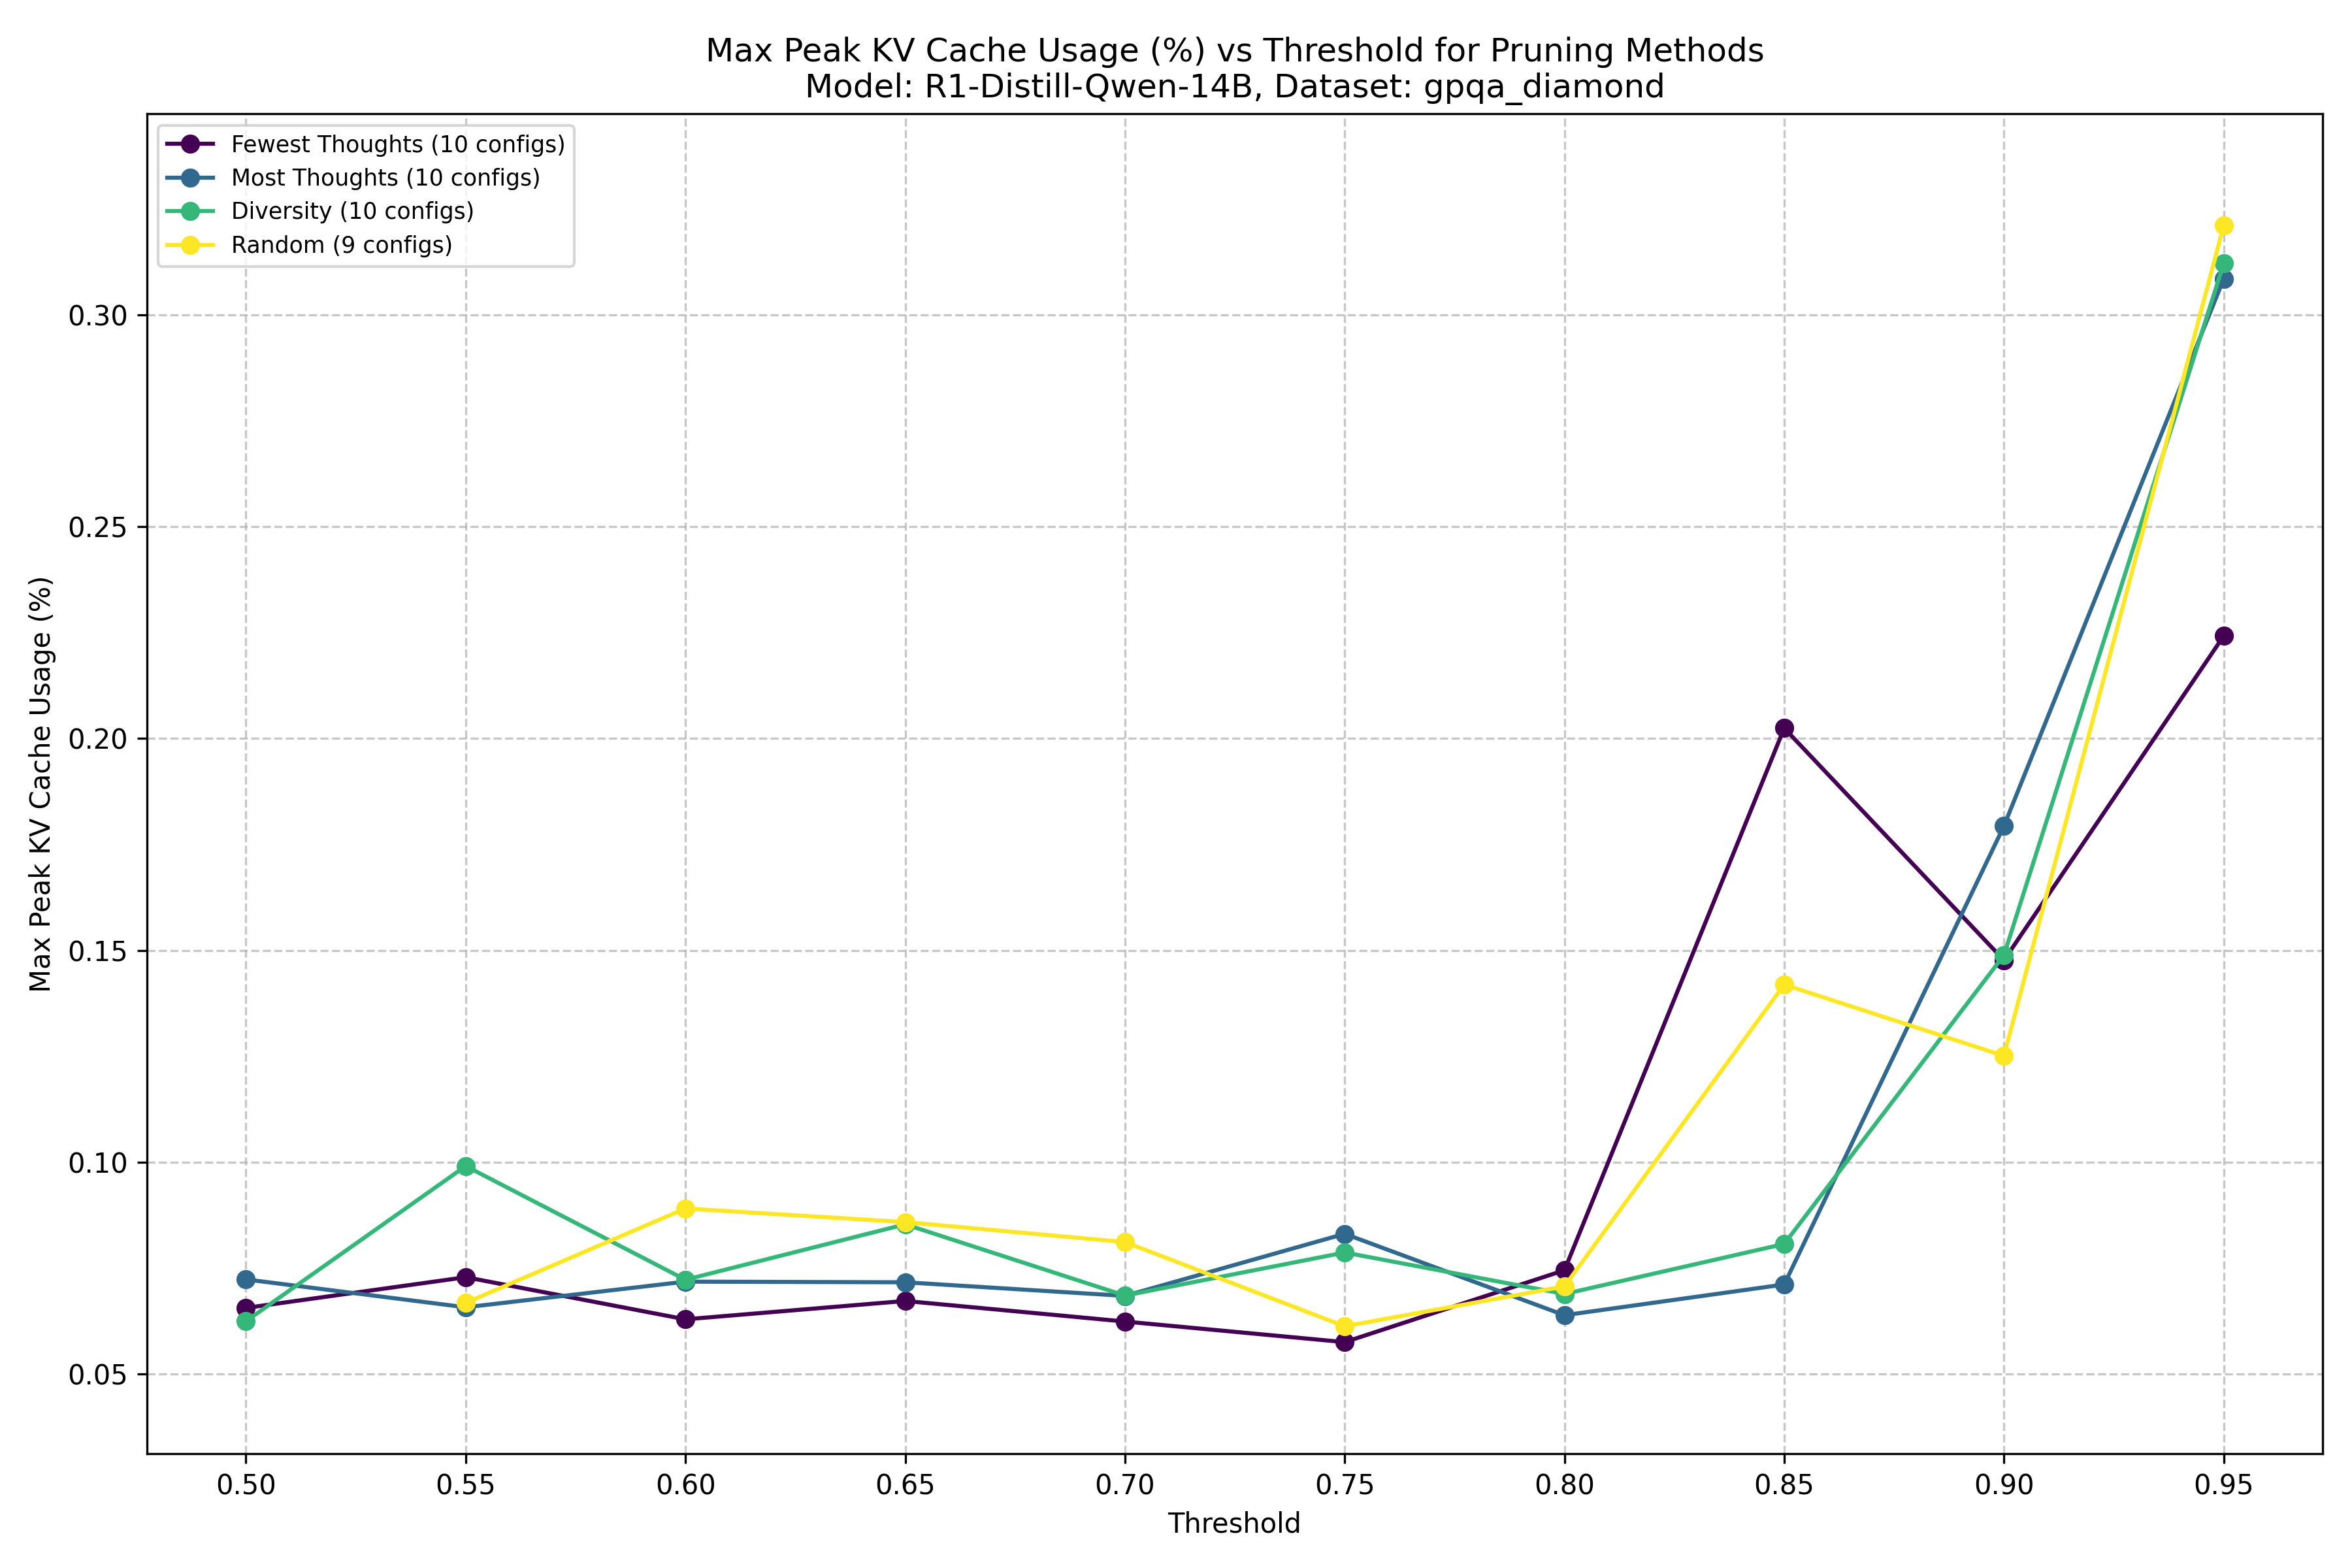 Max Peak KV Cache Usage (%) vs Threshold for Pruning Methods
Model: R1-Distill-Qwen-14B, Dataset: gpqa_diamond
Fewest Thoughts (10 configs)
Most Thoughts (10 configs)
Diversity (10 configs)
Random (9 configs)
Max Peak KV Cache Usage (%)
0.30
0.25
0.20
0.15
0.10
0.05
0.50 0.55 0.60 0.65 0.70 0.75 0.80 0.85 0.90 0.95
Threshold